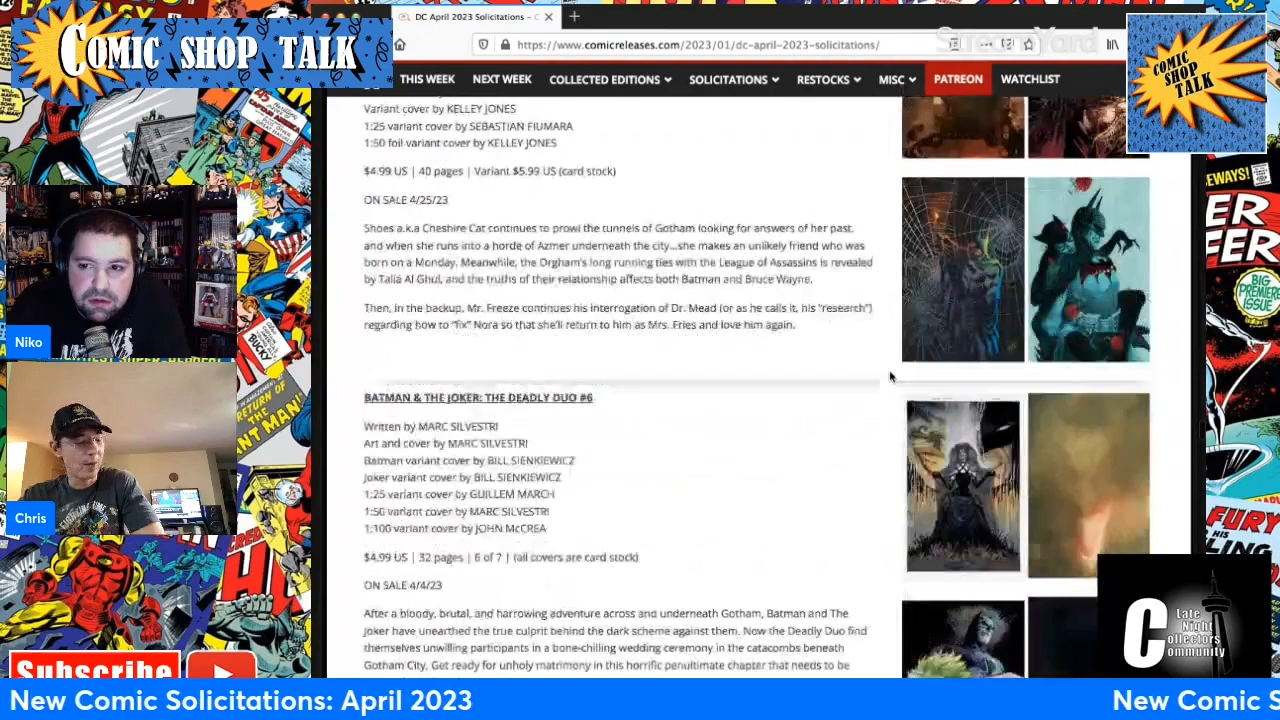 DC April 2023 Solicitations – C
StreamYard
https://www.comicreleases.com/2023/01/dc-april-2023-solicitations/
COMIC SHOP TALK
COMIC
SHOP
TALK
THIS WEEK NEXT WEEK COLLECTED EDITIONS SOLICITATIONS RESTOCKS MISC PATREON WATCHLIST
Variant cover by KELLEY JONES
1:25 variant cover by SEBASTIAN FIUMARA
1:50 foil variant cover by KELLEY JONES
$4.99 US | 40 pages | Variant $5.99 US (card stock)
ON SALE 4/25/23
Shoes a.k.a Cheshire Cat continues to prowl the tunnels of Gotham looking for answers of her past,
and when she runs into a horde of Azmer underneath the city...she makes an unlikely friend who was
born on a Monday. Meanwhile, the Orgham's long running ties with the League of Assassins is revealed
by Talia Al Ghul, and the truths of their relationship affects both Batman and Bruce Wayne.
Then, in the backup, Mr. Freeze continues his interrogation of Dr. Mead (or as he calls it, his "research")
regarding how to "fix" Nora so that she'll return to him as Mrs. Fries and love him again.
BATMAN & THE JOKER: THE DEADLY DUO #6
Written by MARC SILVESTRI
Art and cover by MARC SILVESTRI
Batman variant cover by BILL SIENKIEWICZ
Joker variant cover by BILL SIENKIEWICZ
1:25 variant cover by GUILLEM MARCH
1:50 variant cover by MARC SILVESTRI
1:100 variant cover by JOHN McCREA
$4.99 US | 32 pages | 6 of 7 | (all covers are card stock)
ON SALE 4/4/23
After a bloody, brutal, and harrowing adventure across and underneath Gotham, Batman and The
Joker have unearthed the true culprit behind the dark scheme against them. Now the Deadly Duo find
themselves unwilling participants in a bone-chilling wedding ceremony in the catacombs beneath
Gotham City. Get ready for unholy matrimony in this horrific penultimate chapter that needs to be
Niko
Chris
BUCKY
RETURN
THE
ANT MAN!
BIG
PREMIERE
ISSUE
FURY
HIS
Late
Night
Collectors
Community
Subscribe
New Comic Solicitations: April 2023
New Comic S